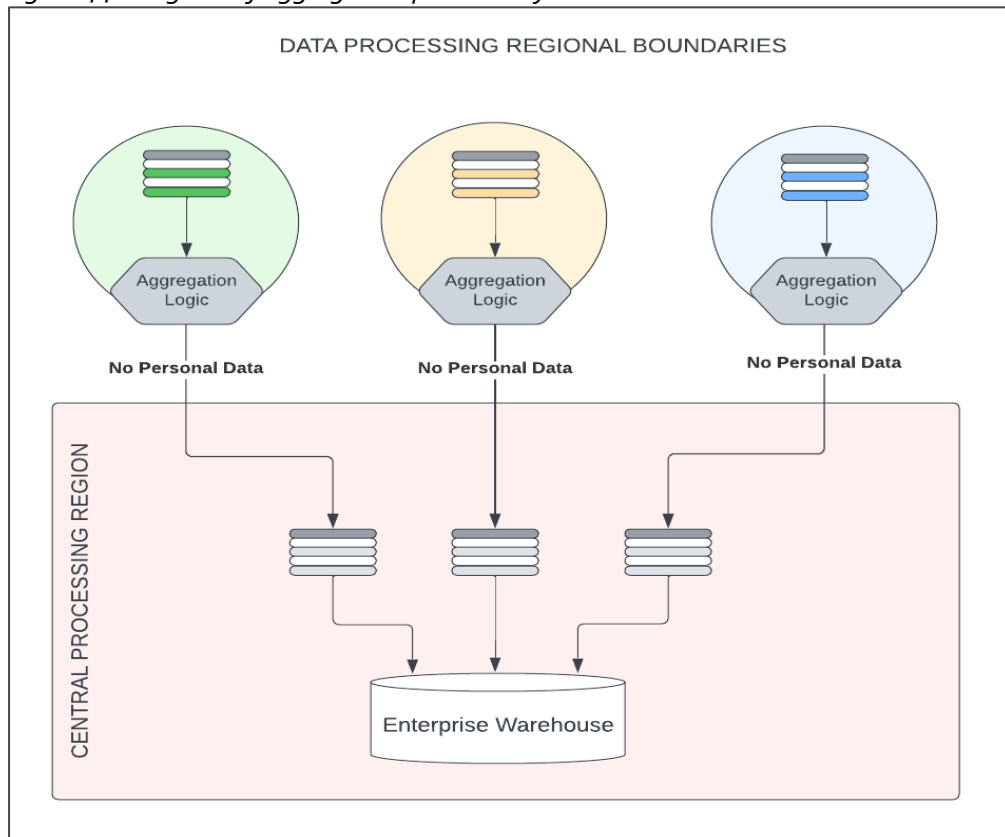 DATA PROCESSING REGIONAL BOUNDARIES
Aggregation
Logic
Aggregation
Logic
Aggregation
Logic
No Personal Data
No Personal Data
No Personal Data
CENTRAL PROCESSING REGION
Enterprise Warehouse